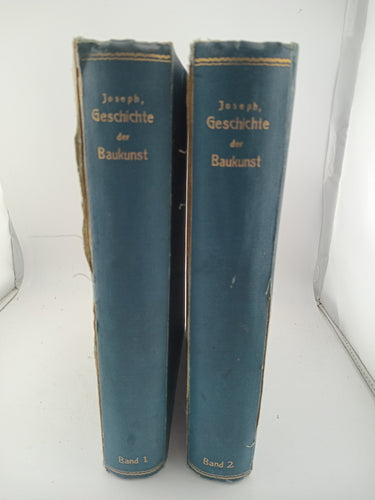 Joseph,
Geschichte
der
Baukunst
Band 1
Joseph,
Geschichte
der
Baukunst
Band 2